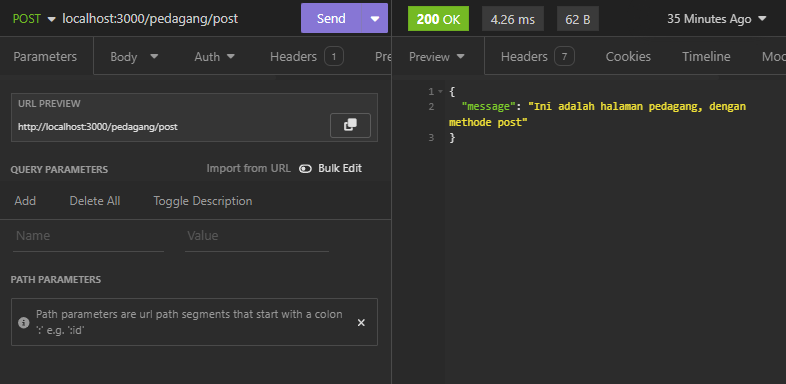 POST localhost:3000/pedagang/post Send
200 OK 4.26 ms 62 B 35 Minutes Ago
Parameters Body Auth Headers 1 Pre
Preview Headers 7 Cookies Timeline Moc
URL PREVIEW
http://localhost:3000/pedagang/post
QUERY PARAMETERS Import from URL Bulk Edit
Add Delete All Toggle Description
Name Value
PATH PARAMETERS
Path parameters are url path segments that start with a colon
':' e.g. ':id'
1 {
2 "message": "Ini adalah halaman pedagang, dengan
methode post"
3 }